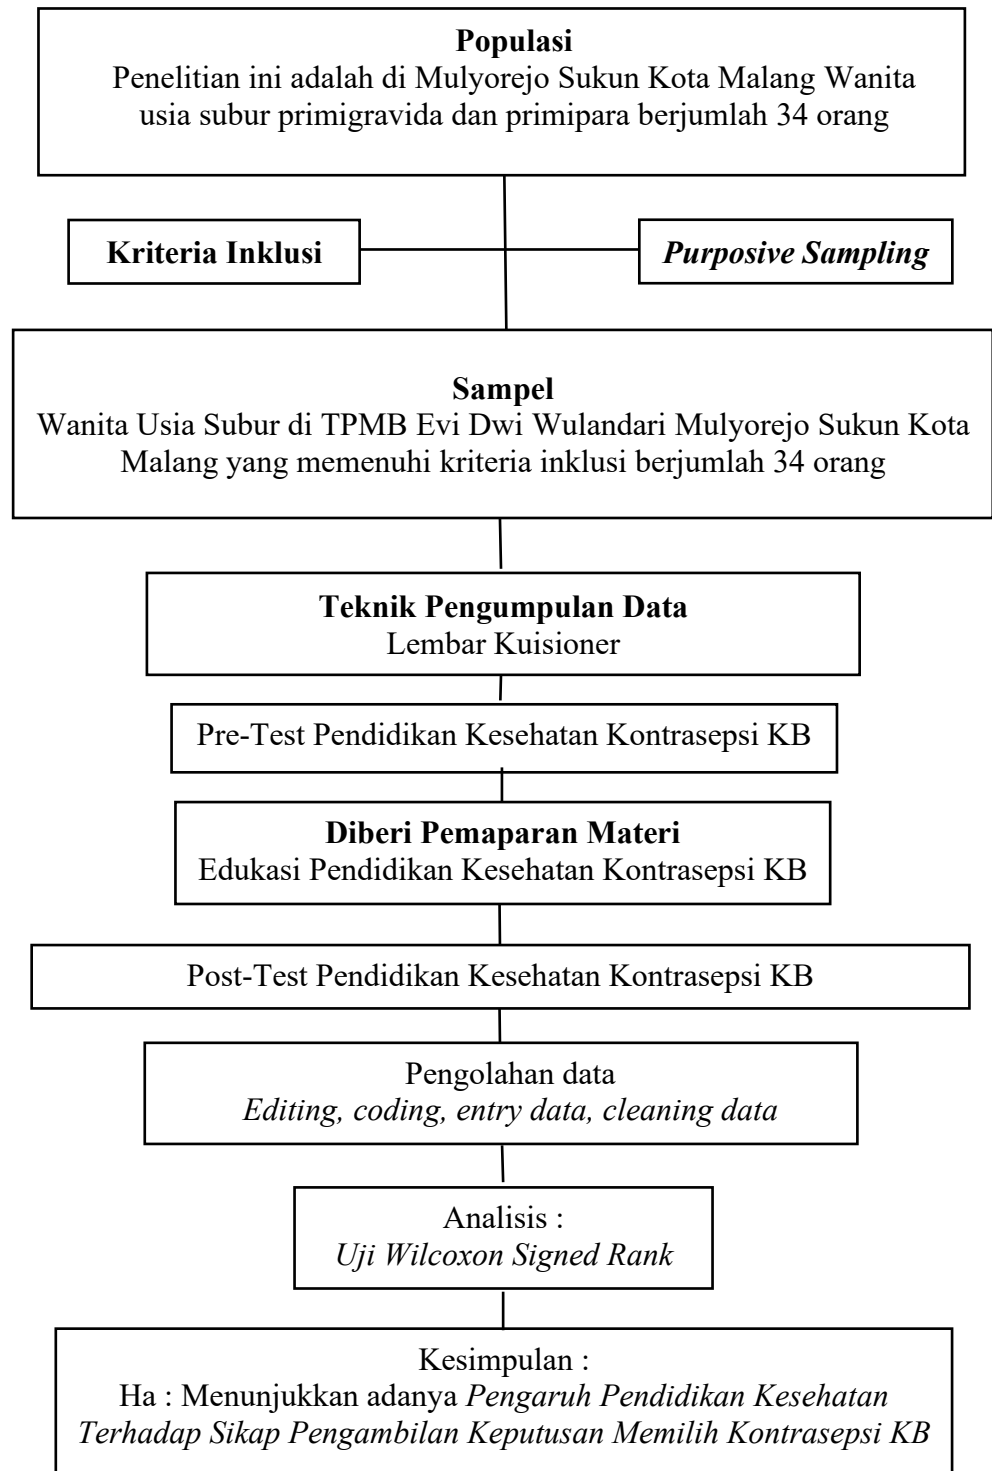 Populasi
Penelitian ini adalah di Mulyorejo Sukun Kota Malang Wanita
usia subur primigravida dan primipara berjumlah 34 orang
Kriteria Inklusi
Purposive Sampling
Sampel
Wanita Usia Subur di TPMB Evi Dwi Wulandari Mulyorejo Sukun Kota
Malang yang memenuhi kriteria inklusi berjumlah 34 orang
Teknik Pengumpulan Data
Lembar Kuisioner
Pre-Test Pendidikan Kesehatan Kontrasepsi KB
Diberi Pemaparan Materi
Edukasi Pendidikan Kesehatan Kontrasepsi KB
Post-Test Pendidikan Kesehatan Kontrasepsi KB
Pengolahan data
Editing, coding, entry data, cleaning data
Analisis :
Uji Wilcoxon Signed Rank
Kesimpulan :
Ha : Menunjukkan adanya Pengaruh Pendidikan Kesehatan
Terhadap Sikap Pengambilan Keputusan Memilih Kontrasepsi KB